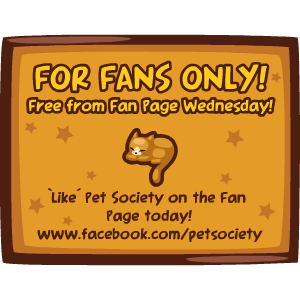 FOR FANS ONLY!
Free from Fan Page Wednesday!
`Like´ Pet Society on the Fan
Page today!
www.facebook.com/petsociety